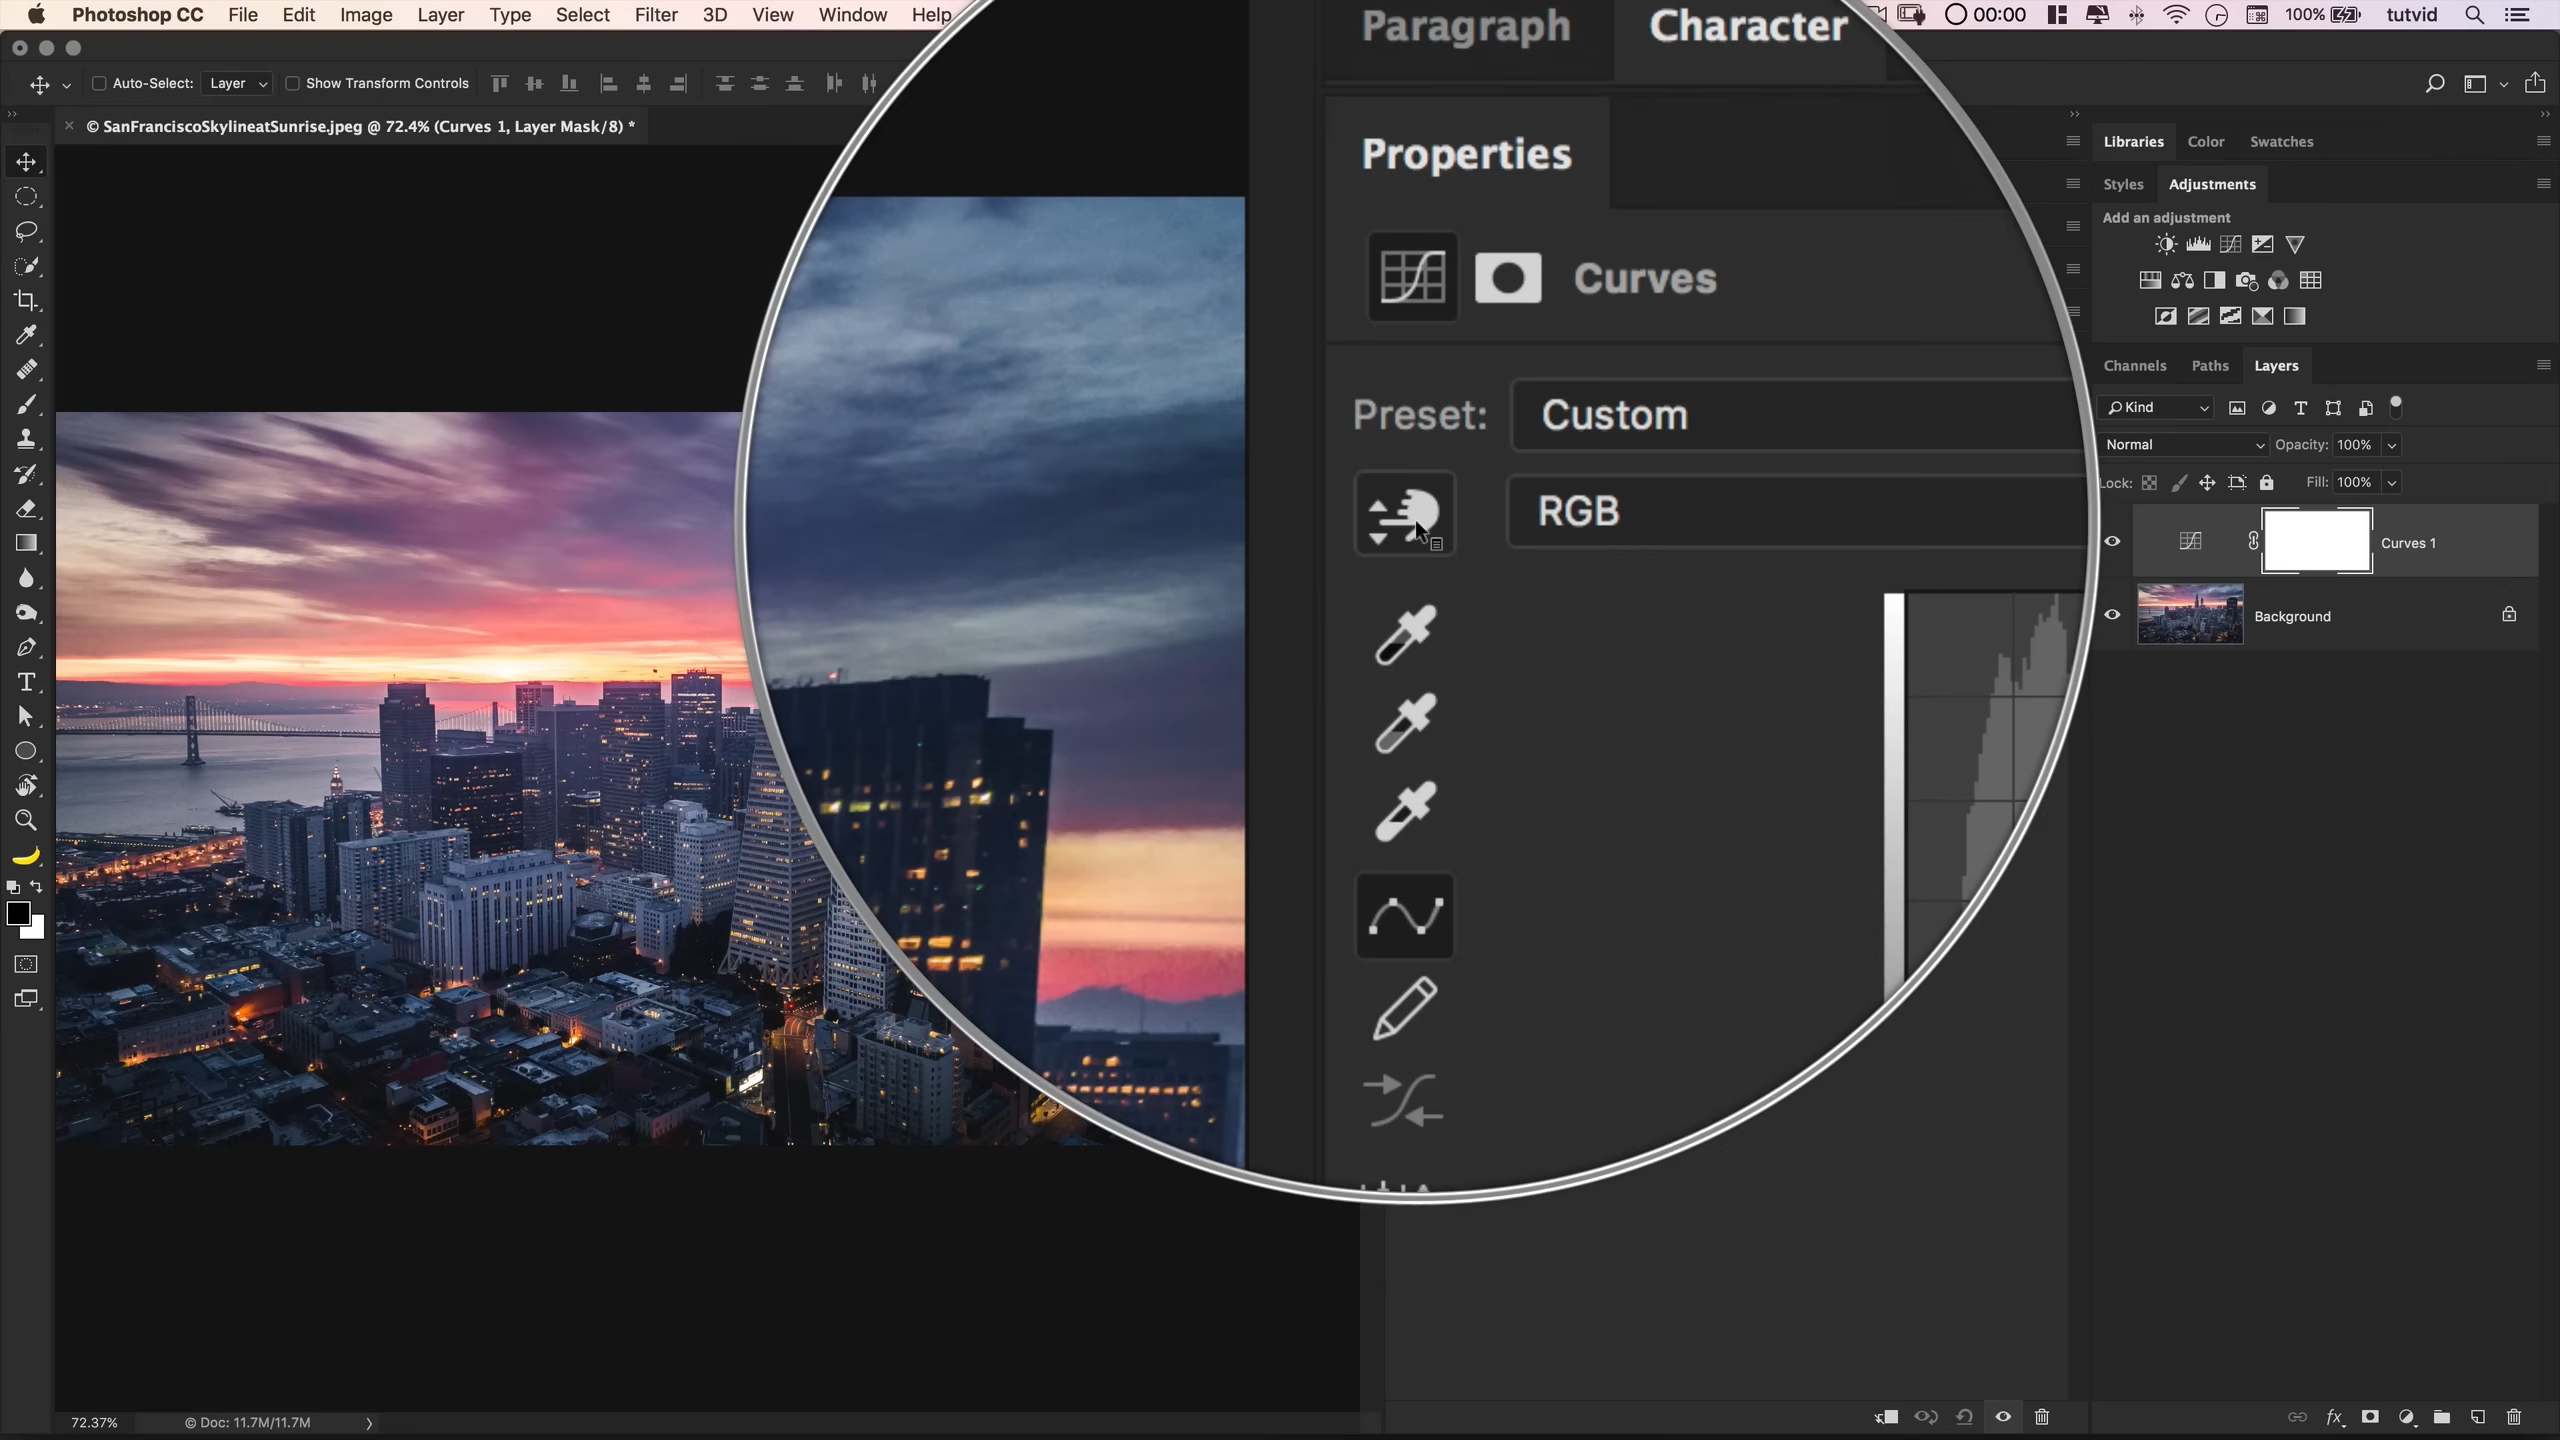 Photoshop CC File Edit Image Layer Type Select Filter 3D View Window Help 00:00 100% tutvid
Auto-Select: Layer Show Transform Controls
© SanFranciscoSkylineatSunrise.jpeg @ 72.4% (Curves 1, Layer Mask/8) *
Paragraph Character
Properties
Curves
Preset: Custom
RGB
Libraries Color Swatches
Styles Adjustments
Add an adjustment
Channels Paths Layers
Kind
Normal Opacity: 100%
Lock: Fill: 100%
Curves 1
Background
72.37% © Doc: 11.7M/11.7M
fx